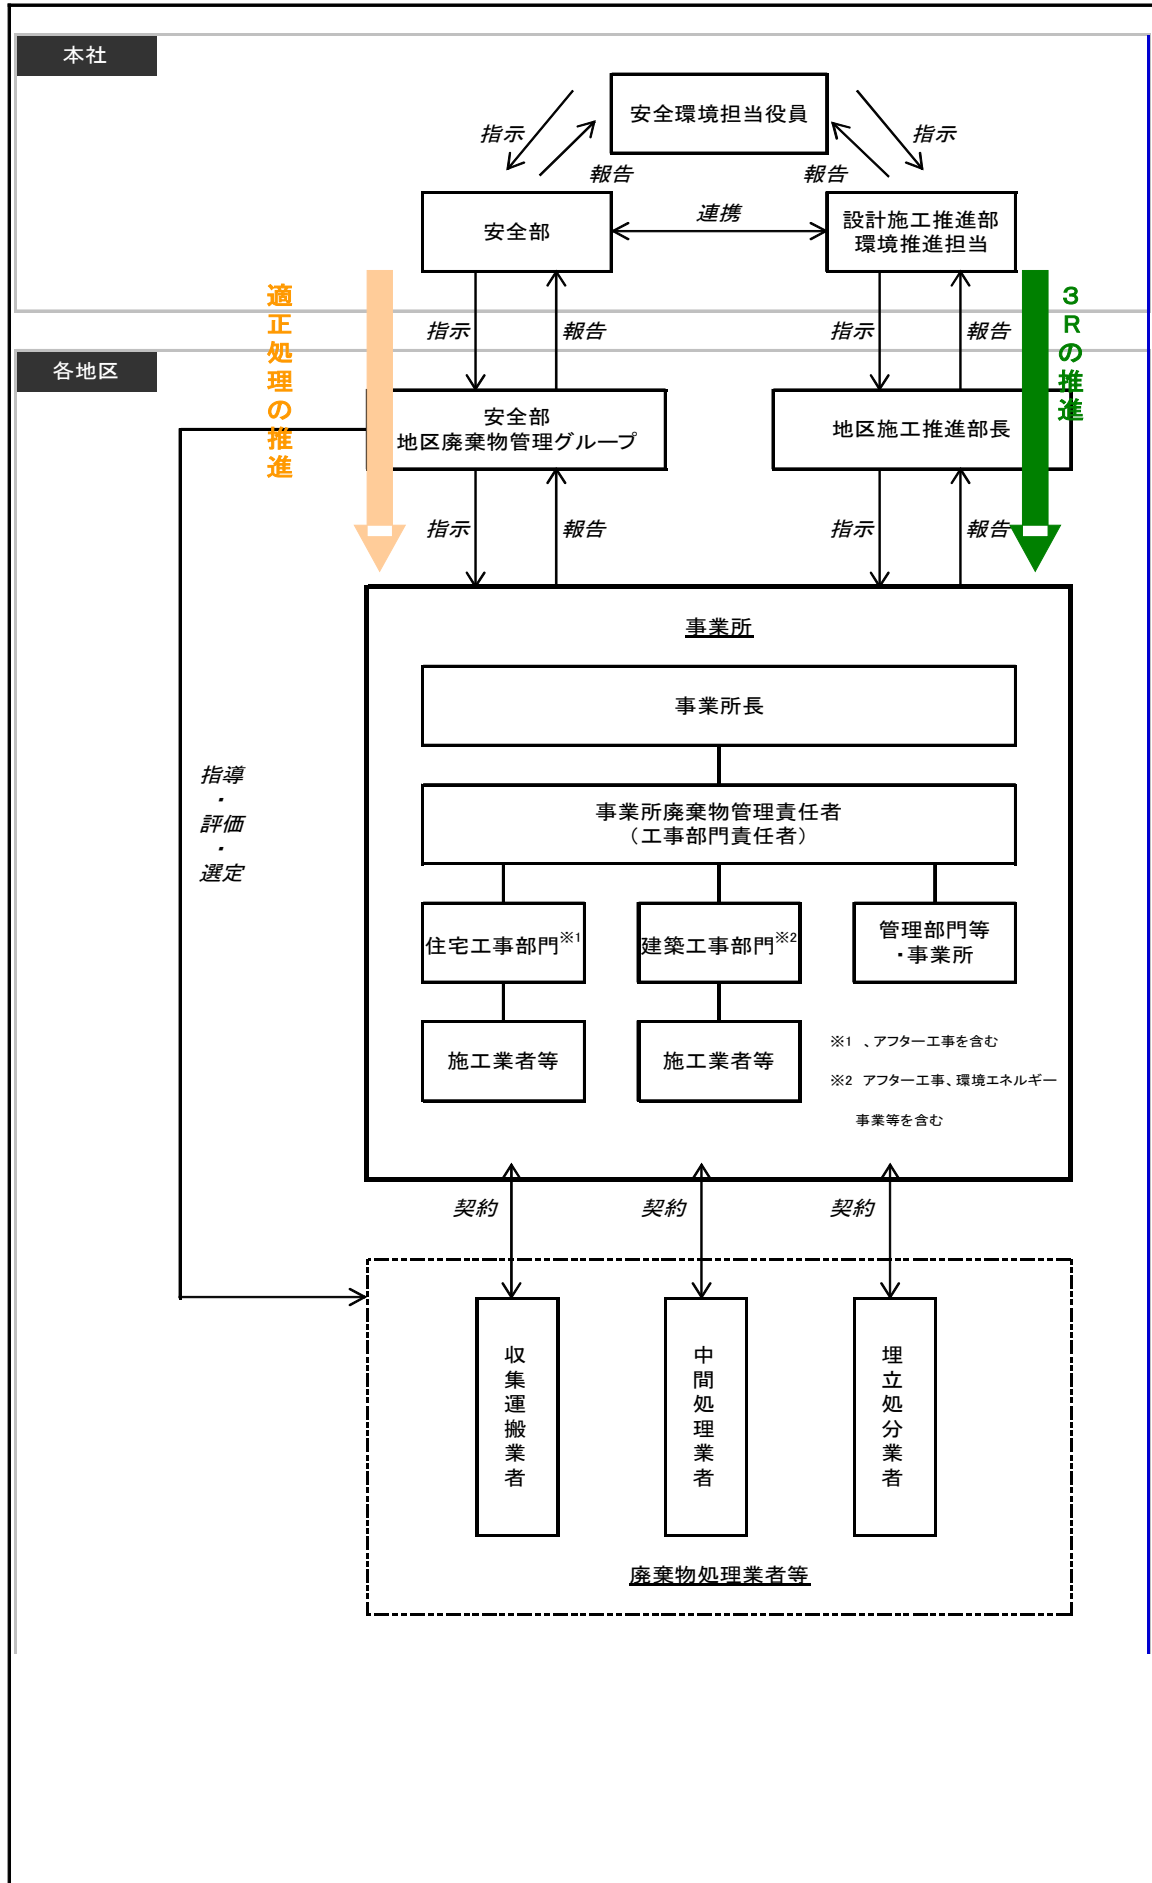 本社
安全環境担当役員
指示
指示
報告
報告
安全部
連携
設計施工推進部
環境推進担当
適正処理の推進
3Rの推進
指示
報告
指示
報告
各地区
安全部
地区廃棄物管理グループ
地区施工推進部長
指示
報告
指示
報告
事業所
事業所長
指導
・
評価
・
選定
事業所廃棄物管理責任者
（工事部門責任者）
住宅工事部門※1
建築工事部門※2
管理部門等
・事業所
施工業者等
施工業者等
※1 、アフター工事を含む
※2 アフター工事、環境エネルギー
事業等を含む
契約
契約
契約
収集運搬業者
中間処理業者
埋立処分業者
廃棄物処理業者等